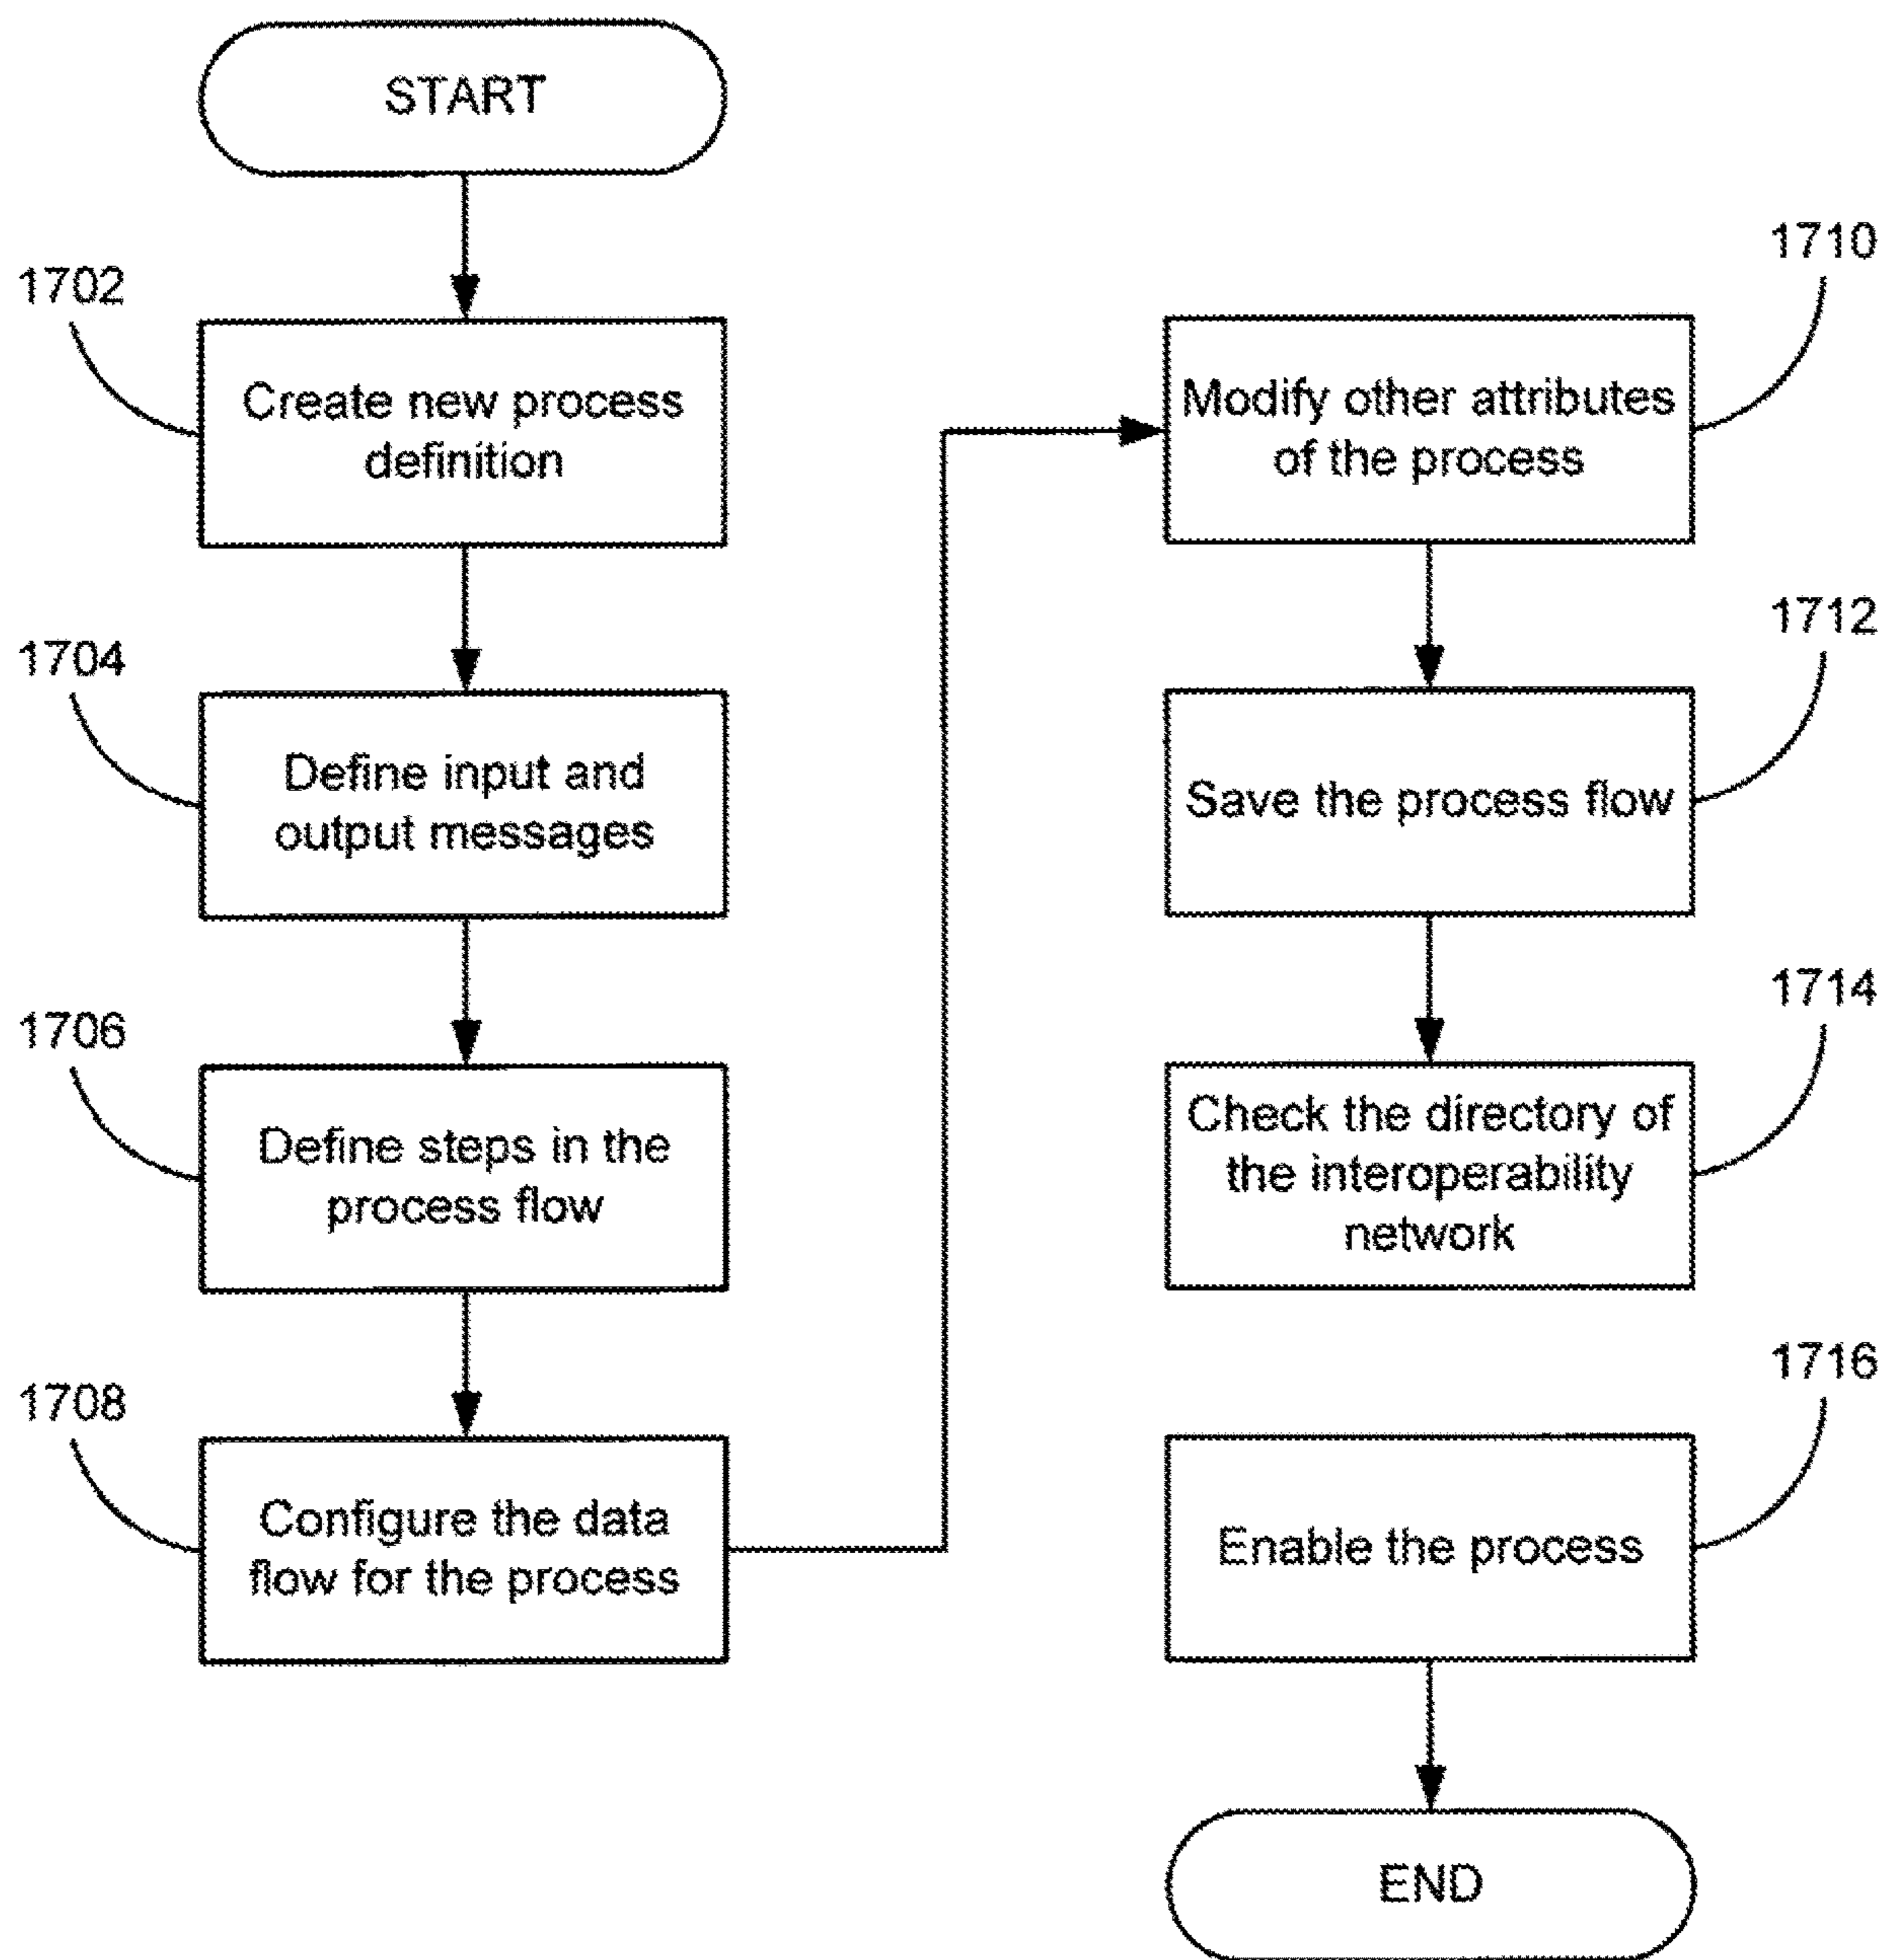 START
1702
Create new process
definition
1704
Define input and
output messages
1706
Define steps in the
process flow
1708
Configure the data
flow for the process
1710
Modify other attributes
of the process
1712
Save the process flow
1714
Check the directory of
the interoperability
network
1716
Enable the process
END